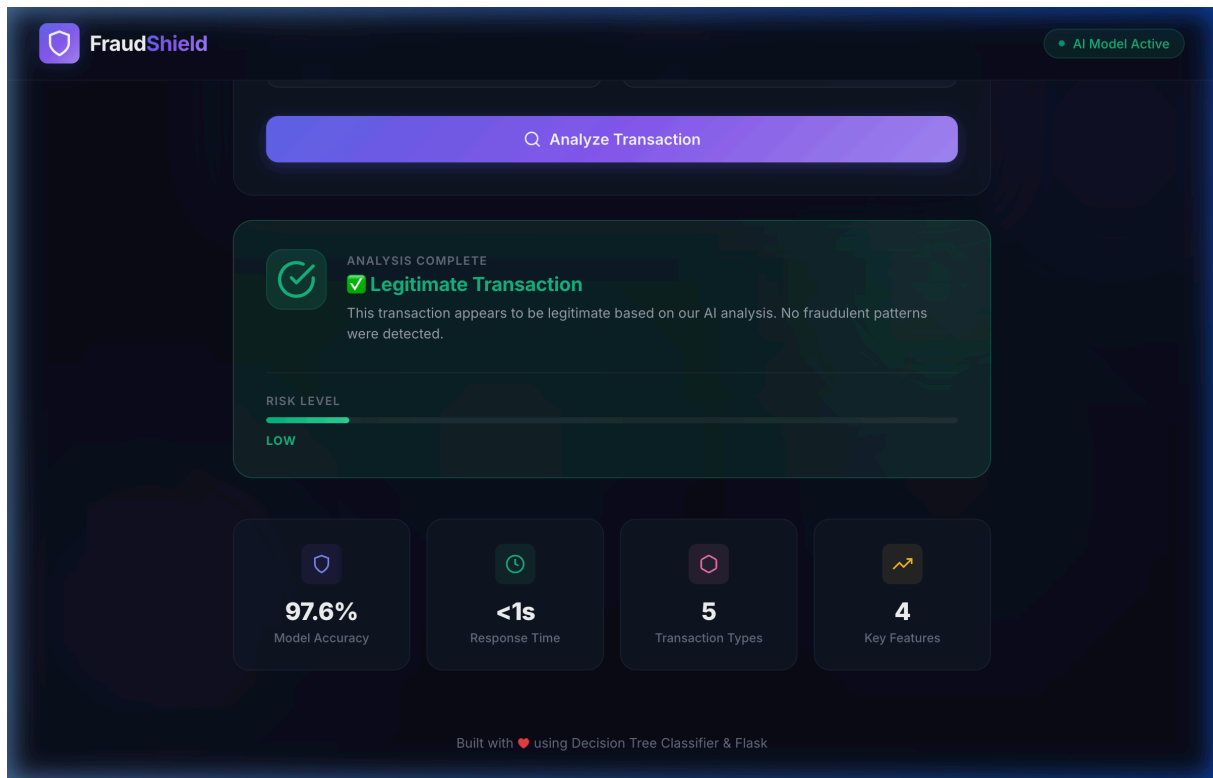 FraudShield
AI Model Active
Analyze Transaction
ANALYSIS COMPLETE
✅ Legitimate Transaction
This transaction appears to be legitimate based on our AI analysis. No fraudulent patterns
were detected.
RISK LEVEL
LOW
97.6%
Model Accuracy
<1s
Response Time
5
Transaction Types
4
Key Features
Built with ❤️ using Decision Tree Classifier & Flask